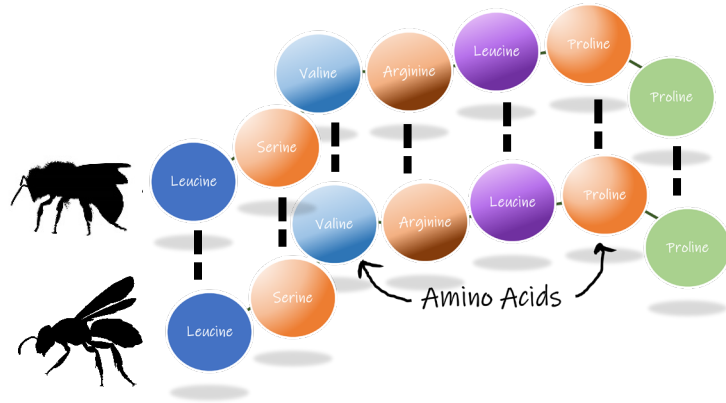 Leucine
Serine
Valine
Arginine
Leucine
Proline
Proline
Leucine
Serine
Valine
Arginine
Leucine
Proline
Proline
Amino Acids